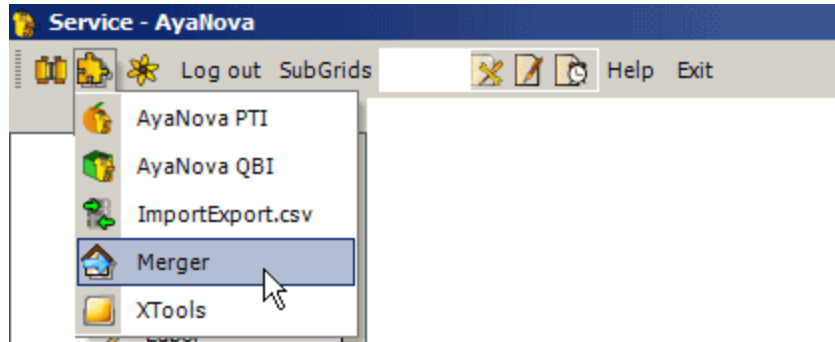 Service - AyaNova
Log out SubGrids Help Exit
AyaNova PTI
AyaNova QBI
ImportExport.csv
Merger
XTools